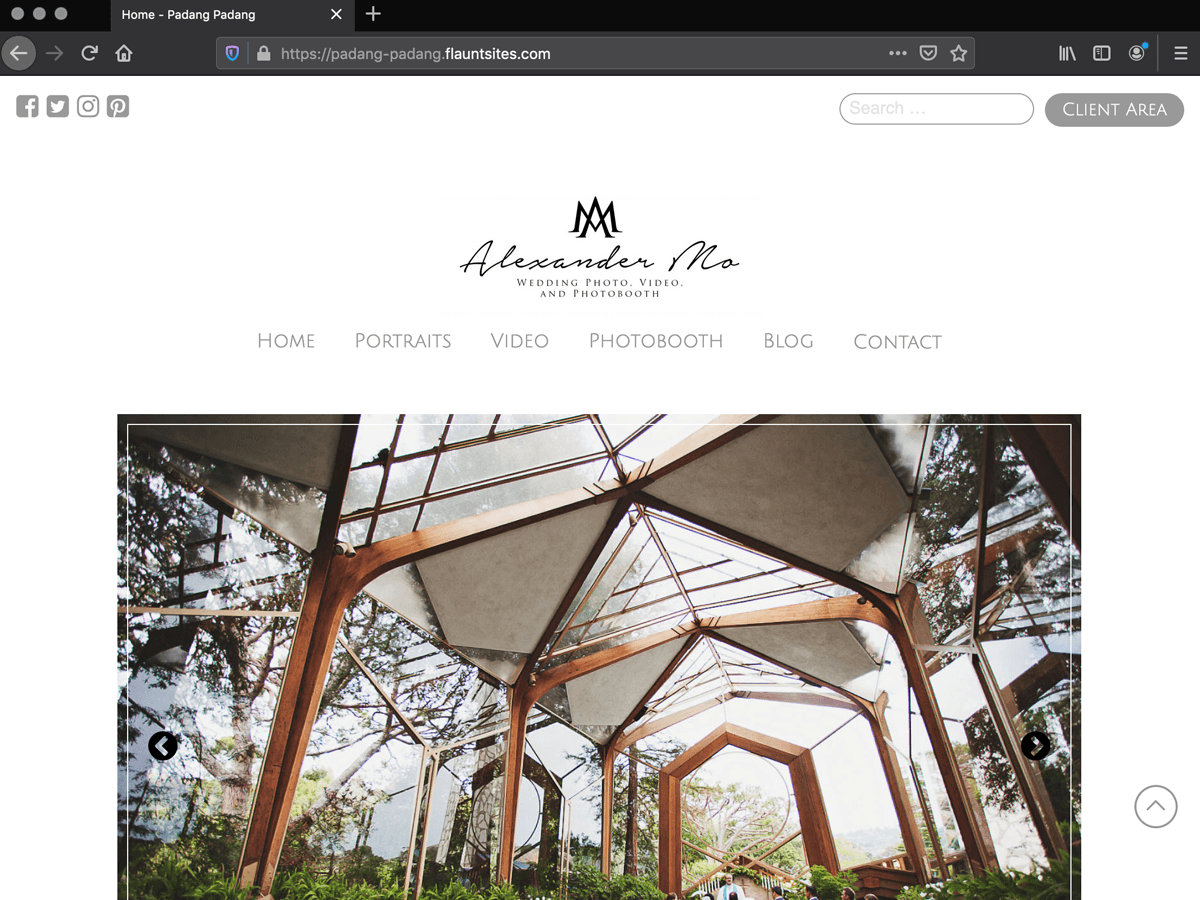 Home - Padang Padang
https://padang-padang.flauntsites.com
Search ...
Client Area
AM
Alexander Mo
Wedding Photo, Video,
and Photobooth
Home Portraits Video Photobooth Blog Contact